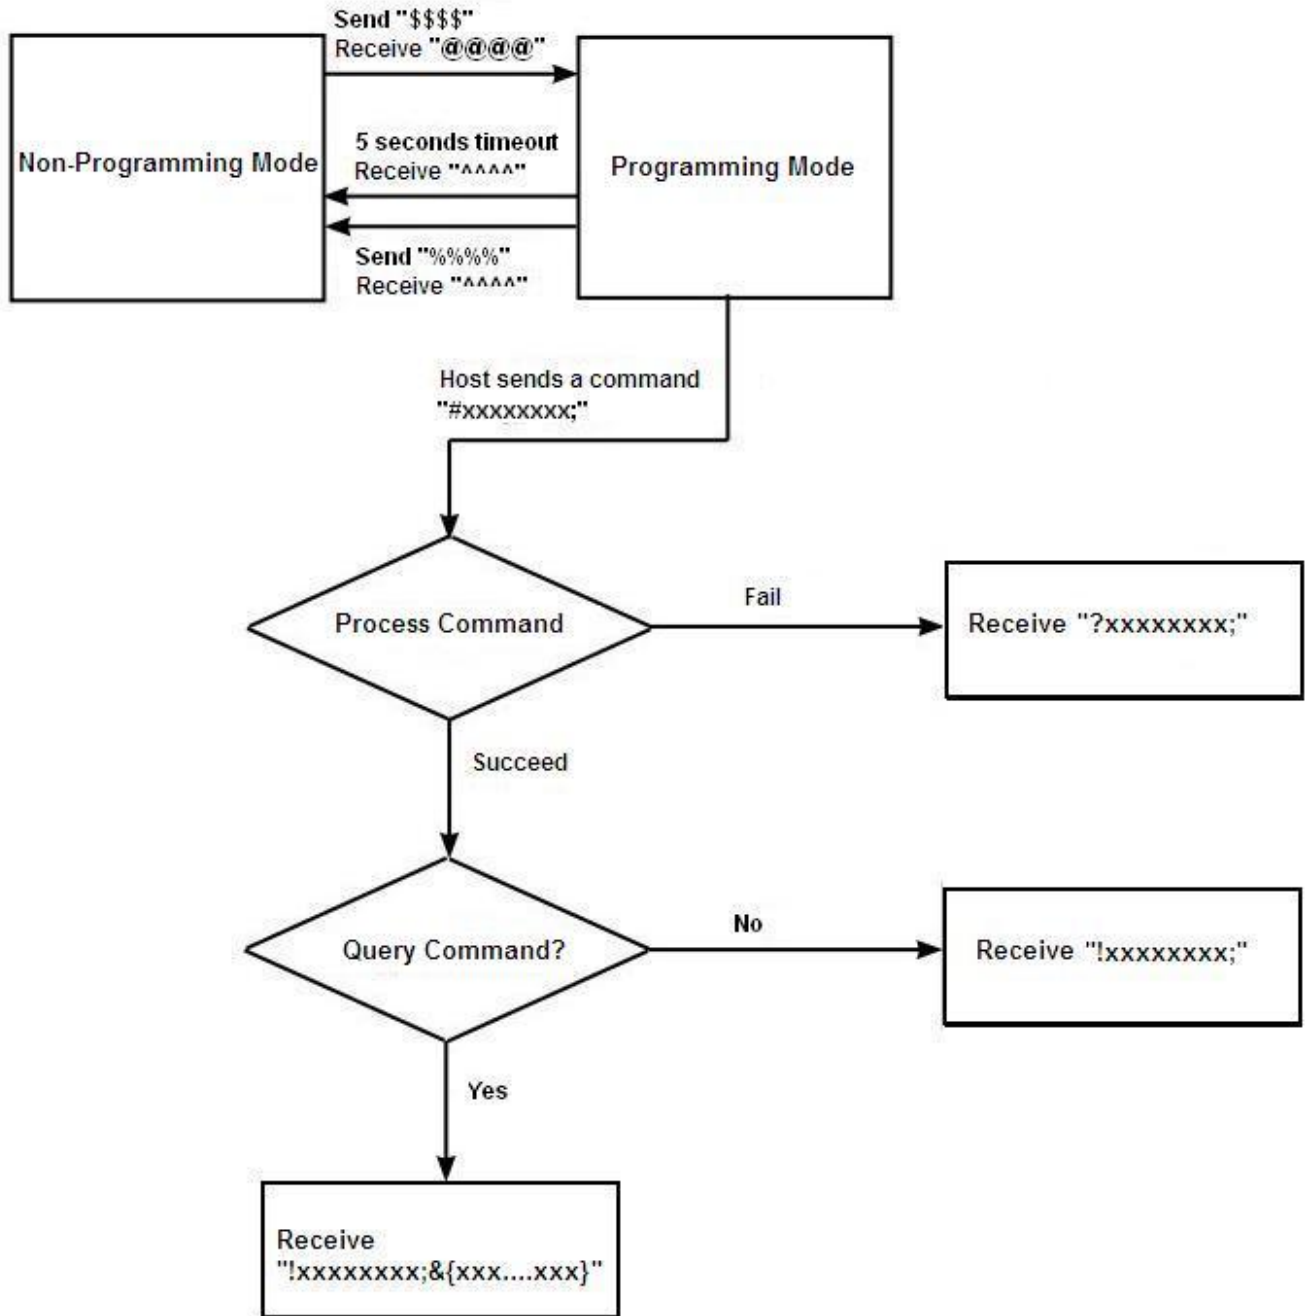 Send "$$$$"
Receive "@@@@"
Non-Programming Mode
5 seconds timeout
Receive "^^^^"
Programming Mode
Send "%%%%"
Receive "^^^^"
Host sends a command
"#xxxxxxxx;"
Process Command
Fail
Receive "?xxxxxxxx;"
Succeed
Query Command?
No
Receive "!xxxxxxxx;"
Yes
Receive
"!xxxxxxxx;&{xxx....xxx}"